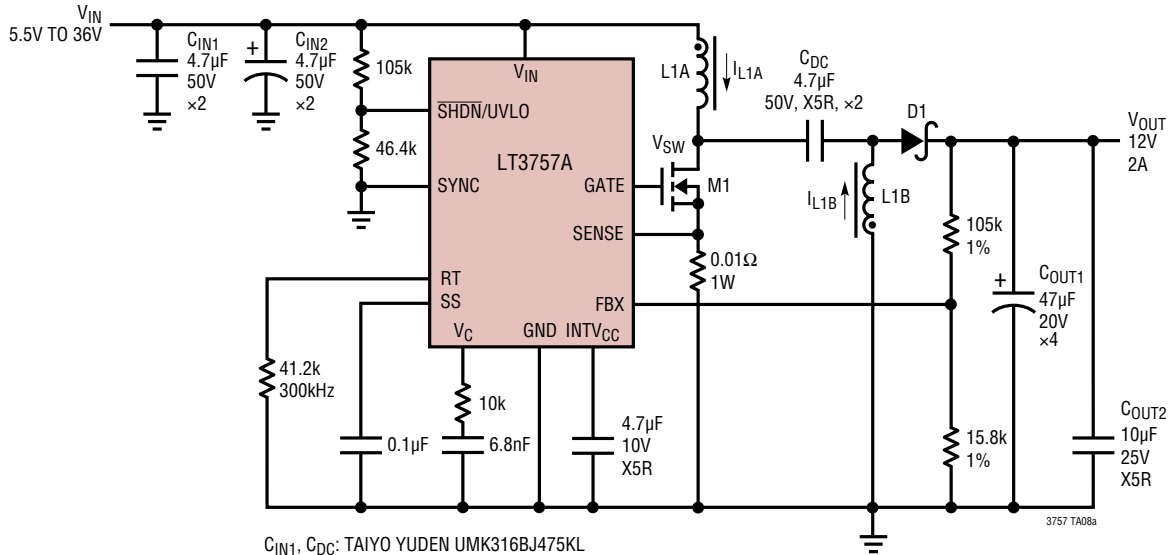 VIN
5.5V TO 36V
CIN1
4.7µF
50V
×2
+
CIN2
4.7µF
50V
×2
105k
46.4k
VIN
SHDN/UVLO
SYNC
LT3757A
GATE
SENSE
RT
SS
FBX
VC
GND
INTVCC
L1A
IL1A
CDC
4.7µF
50V, X5R, ×2
VSW
M1
D1
IL1B
L1B
VOUT
12V
2A
0.01Ω
1W
105k
1%
+
COUT1
47µF
20V
×4
41.2k
300kHz
0.1µF
10k
6.8nF
4.7µF
10V
X5R
15.8k
1%
COUT2
10µF
25V
X5R
3757 TA08a
CIN1, CDC: TAIYO YUDEN UMK316BJ475KL